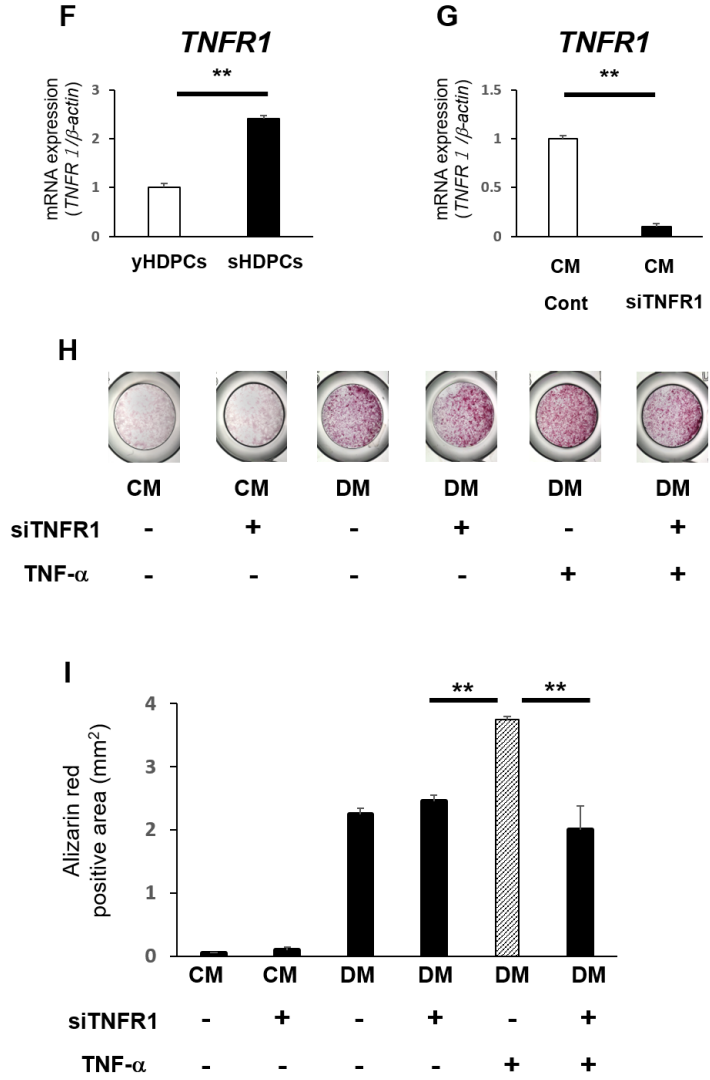 F
TNFR1
**
mRNA expression
(TNFR 1/β-actin)
3
2
1
0
yHDPCs sHDPCs
G
TNFR1
**
mRNA expression
(TNFR 1/β-actin)
1.5
1
0.5
0
CM CM
Cont siTNFR1
H
CM CM DM DM DM DM
siTNFR1 - + - + - +
TNF-α - - - - + +
I
** **
Alizarin red
positive area (mm²)
4
3
2
1
0
CM CM DM DM DM DM
siTNFR1 - + - + - +
TNF-α - - - - + +